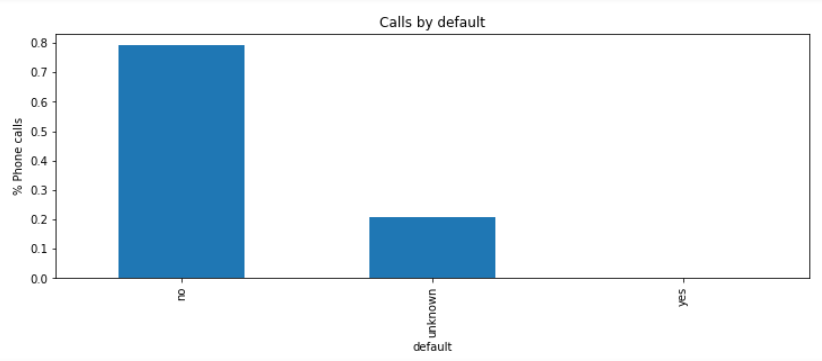 Calls by default
% Phone calls
0.8
0.7
0.6
0.5
0.4
0.3
0.2
0.1
0.0
no
unknown
yes
default